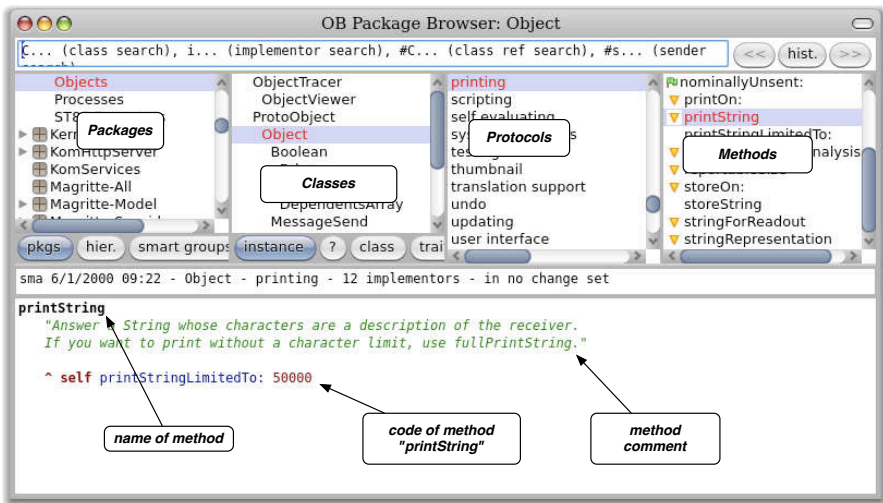 OB Package Browser: Object
C... (class search), i... (implementor search), #C... (class ref search), #s... (sender
<< hist. >>
Objects
Processes
ST8
KomHttpServer
KomServices
Magritte-All
Magritte-Model
Packages
ObjectTracer
ObjectViewer
ProtoObject
Object
Boolean
DependentsArray
MessageSend
Classes
printing
scripting
self evaluating
thumbnail
translation support
undo
updating
user interface
Protocols
nominallyUnsent:
printOn:
printString
printStringLimitedTo:
storeOn:
storeString
stringForReadout
stringRepresentation
Methods
pkgs hier. smart groups instance ? class trai
sma 6/1/2000 09:22 - Object - printing - 12 implementors - in no change set
printString
"Answer a String whose characters are a description of the receiver.
If you want to print without a character limit, use fullPrintString."
^ self printStringLimitedTo: 50000
name of method
code of method
"printString"
method
comment